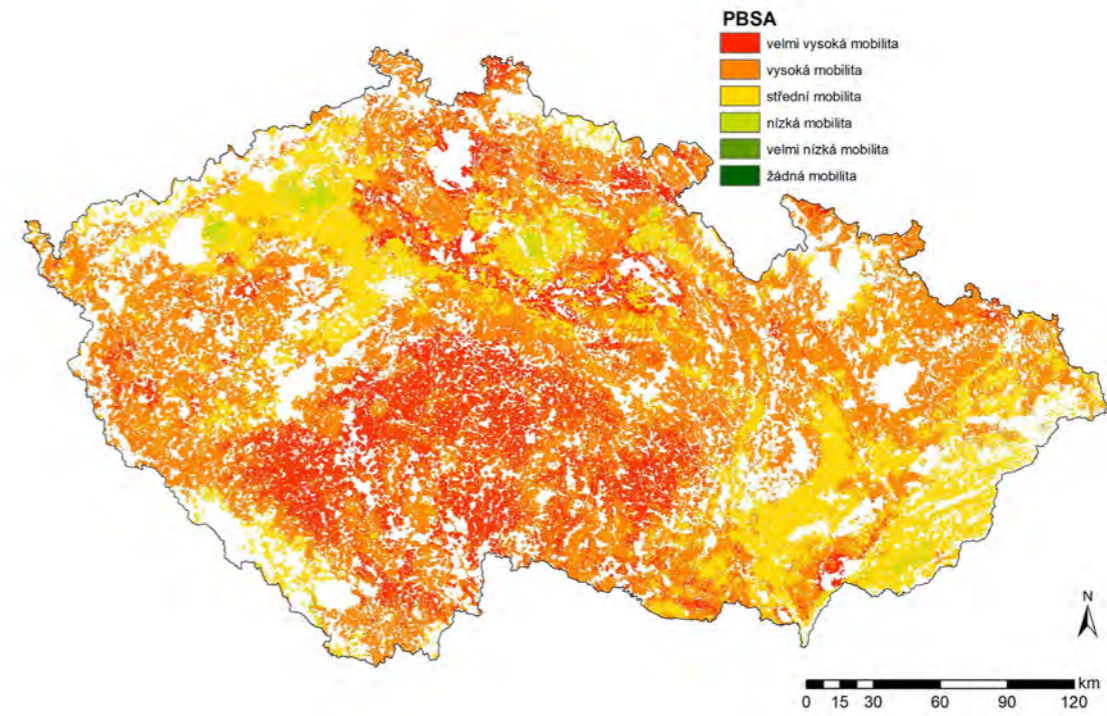 PBSA
velmi vysoká mobilita
vysoká mobilita
střední mobilita
nízká mobilita
velmi nízká mobilita
žádná mobilita
N
km
0 15 30 60 90 120